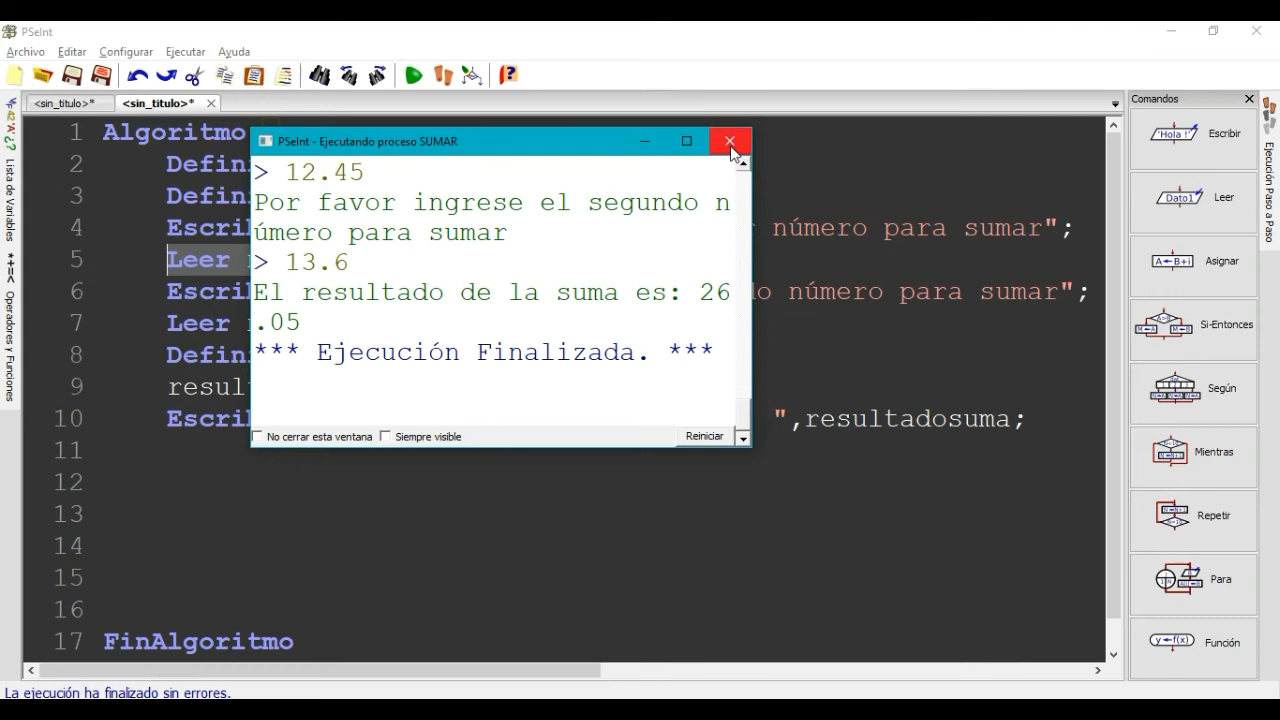 PSeInt
Archivo Editar Configurar Ejecutar Ayuda
<sin_titulo>* <sin_titulo>*
Comandos
Lista de Variables
Operadores y Funciones
*+=<
1 Algoritmo
2 Defin
3 Defin
4 Escri número para sumar";
5 Leer
6 Escri número para sumar";
7 Leer
8 Defin
9 resul
10 Escri ",resultadosuma;
11
12
13
14
15
16
17 FinAlgoritmo
PSeInt - Ejecutando proceso SUMAR
> 12.45
Por favor ingrese el segundo n
úmero para sumar
> 13.6
El resultado de la suma es: 26
.05
*** Ejecución Finalizada. ***
No cerrar esta ventana Siempre visible Reiniciar
'Hola !' Escribir
Dato1 Leer
A←B+i Asignar
Si-Entonces
Según
Mientras
Repetir
Para
y←f(x) Función
Ejecución Paso a Paso
La ejecución ha finalizado sin errores.